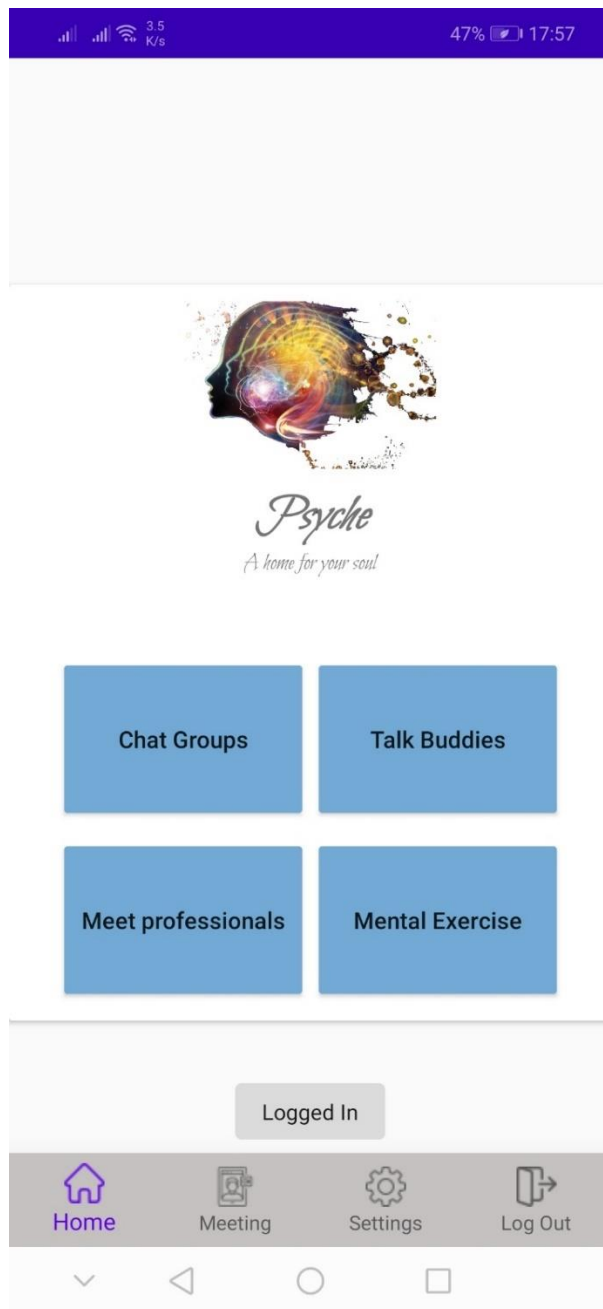 3.5
K/s
47% 17:57
Psyche
A home for your soul
Chat Groups
Talk Buddies
Meet professionals
Mental Exercise
Logged In
Home
Meeting
Settings
Log Out